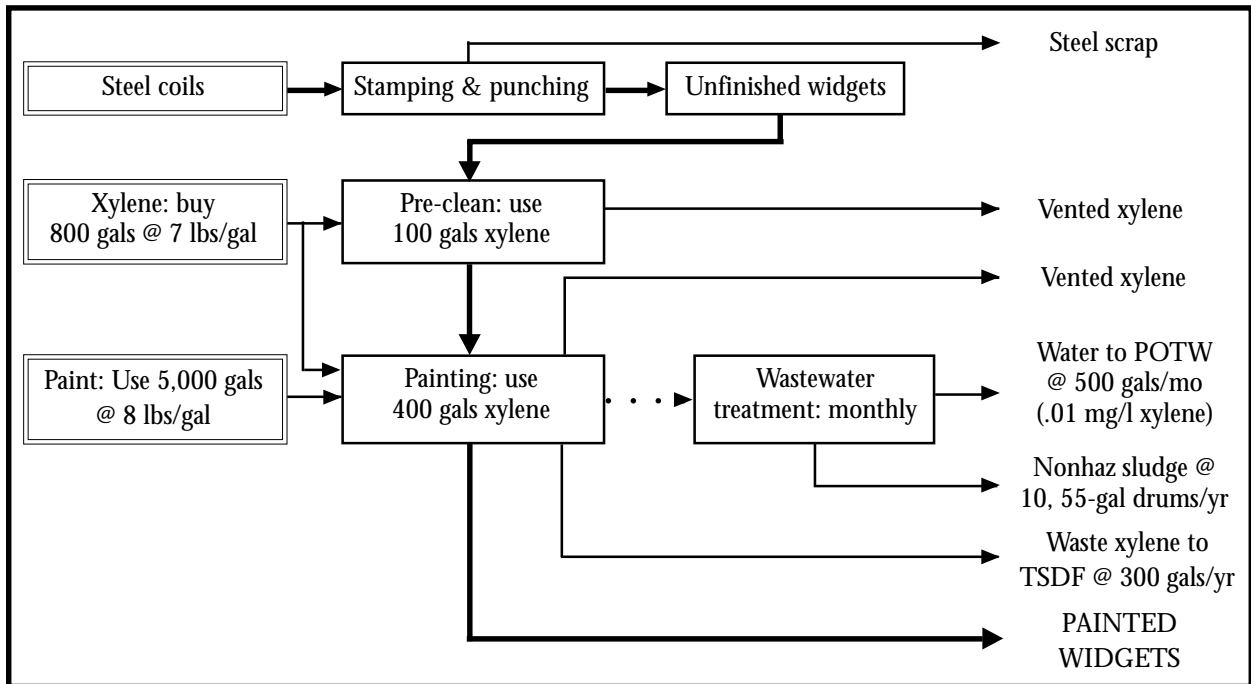 Steel scrap
Steel coils
Stamping & punching
Unfinished widgets
Xylene: buy
800 gals @ 7 lbs/gal
Pre-clean: use
100 gals xylene
Vented xylene
Vented xylene
Paint: Use 5,000 gals
@ 8 lbs/gal
Painting: use
400 gals xylene
Wastewater
treatment: monthly
Water to POTW
@ 500 gals/mo
(.01 mg/l xylene)
Nonhaz sludge @
10, 55-gal drums/yr
Waste xylene to
TSDF @ 300 gals/yr
PAINTED
WIDGETS